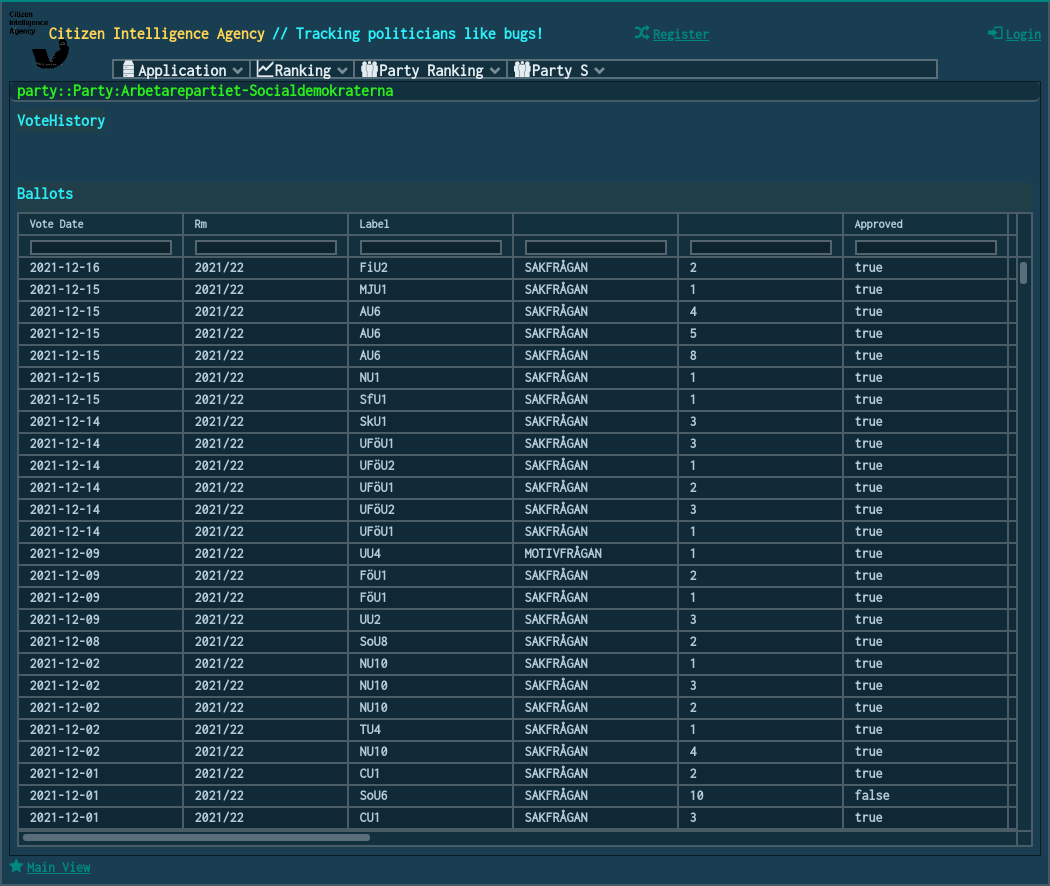 Citizen
Intelligence
Agency
Citizen Intelligence Agency // Tracking politicians like bugs!
Register
Login
Application Ranking Party Ranking Party S
party::Party:Arbetarepartiet-Socialdemokraterna
VoteHistory
Ballots
Vote Date Rm Label Approved
2021-12-16 2021/22 FiU2 SAKFRÅGAN 2 true
2021-12-15 2021/22 MJU1 SAKFRÅGAN 1 true
2021-12-15 2021/22 AU6 SAKFRÅGAN 4 true
2021-12-15 2021/22 AU6 SAKFRÅGAN 5 true
2021-12-15 2021/22 AU6 SAKFRÅGAN 8 true
2021-12-15 2021/22 NU1 SAKFRÅGAN 1 true
2021-12-15 2021/22 SfU1 SAKFRÅGAN 1 true
2021-12-14 2021/22 SkU1 SAKFRÅGAN 3 true
2021-12-14 2021/22 UFöU1 SAKFRÅGAN 3 true
2021-12-14 2021/22 UFöU2 SAKFRÅGAN 1 true
2021-12-14 2021/22 UFöU1 SAKFRÅGAN 2 true
2021-12-14 2021/22 UFöU2 SAKFRÅGAN 3 true
2021-12-14 2021/22 UFöU1 SAKFRÅGAN 1 true
2021-12-09 2021/22 UU4 MOTIVFRÅGAN 1 true
2021-12-09 2021/22 FöU1 SAKFRÅGAN 2 true
2021-12-09 2021/22 FöU1 SAKFRÅGAN 1 true
2021-12-09 2021/22 UU2 SAKFRÅGAN 3 true
2021-12-08 2021/22 SoU8 SAKFRÅGAN 2 true
2021-12-02 2021/22 NU10 SAKFRÅGAN 1 true
2021-12-02 2021/22 NU10 SAKFRÅGAN 3 true
2021-12-02 2021/22 NU10 SAKFRÅGAN 2 true
2021-12-02 2021/22 TU4 SAKFRÅGAN 1 true
2021-12-02 2021/22 NU10 SAKFRÅGAN 4 true
2021-12-01 2021/22 CU1 SAKFRÅGAN 2 true
2021-12-01 2021/22 SoU6 SAKFRÅGAN 10 false
2021-12-01 2021/22 CU1 SAKFRÅGAN 3 true
Main View